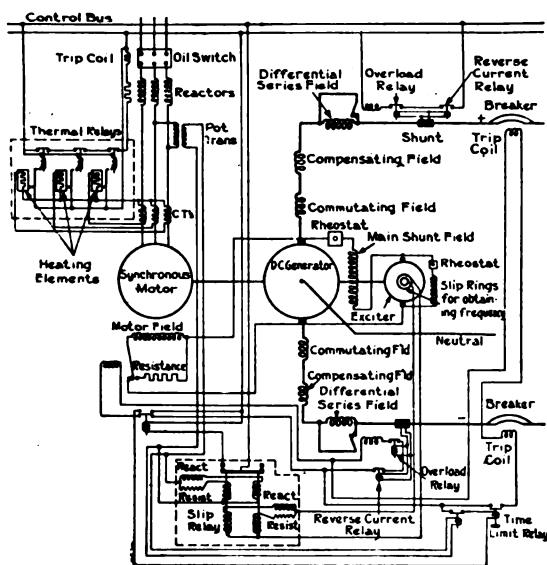 Control Bus
Trip Coil
Oil Switch
Reactors
Thermal Relays
Pot
Trans
CTs
Heating
Elements
Synchronous
Motor
Motor Field
Resistance
Differential
Series Field
Overload
Relay
Reverse
Current
Relay
Breaker
+
Shunt
Trip
Coil
Compensating Field
Commutating Field
Rheostat
Main Shunt Field
DC Generator
Rheostat
Slip Rings
for obtain-
ing frequency
Exciter
Neutral
Commutating Fld
Compensating Fld
Differential
Series Field
-
Breaker
Trip
Coil
Overload
Relay
React
Resist
Slip
Relay
React
Resist
Reverse Current
Relay
Time
Limit Relay